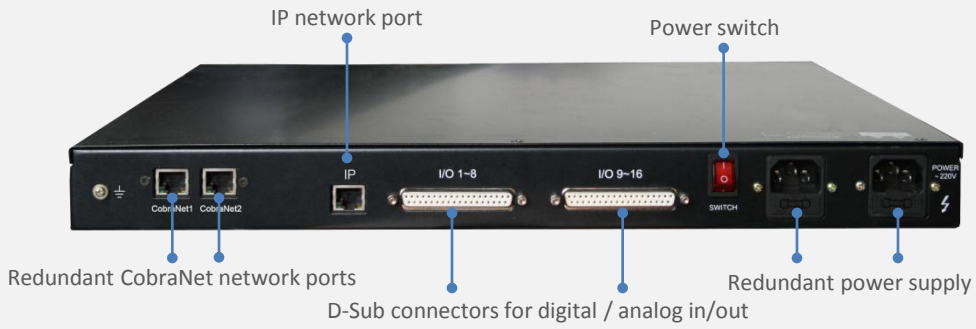 IP network port
Power switch
IP
I/O 1~8
I/O 9~16
POWER
~220V
CobraNet1
CobraNet2
SWITCH
Redundant CobraNet network ports
Redundant power supply
D-Sub connectors for digital / analog in/out